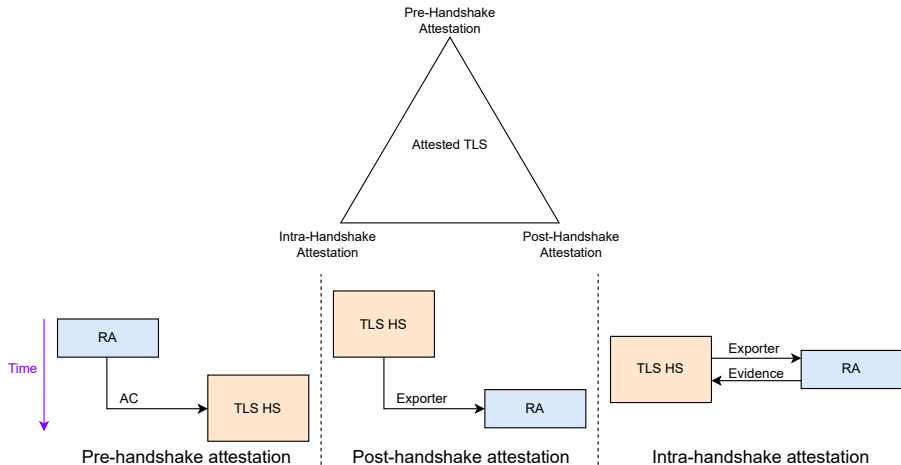 Pre-Handshake
Attestation
Attested TLS
Intra-Handshake
Attestation
Post-Handshake
Attestation
Time
RA
AC
TLS HS
Pre-handshake attestation
TLS HS
Exporter
RA
Post-handshake attestation
TLS HS
Exporter
Evidence
RA
Intra-handshake attestation